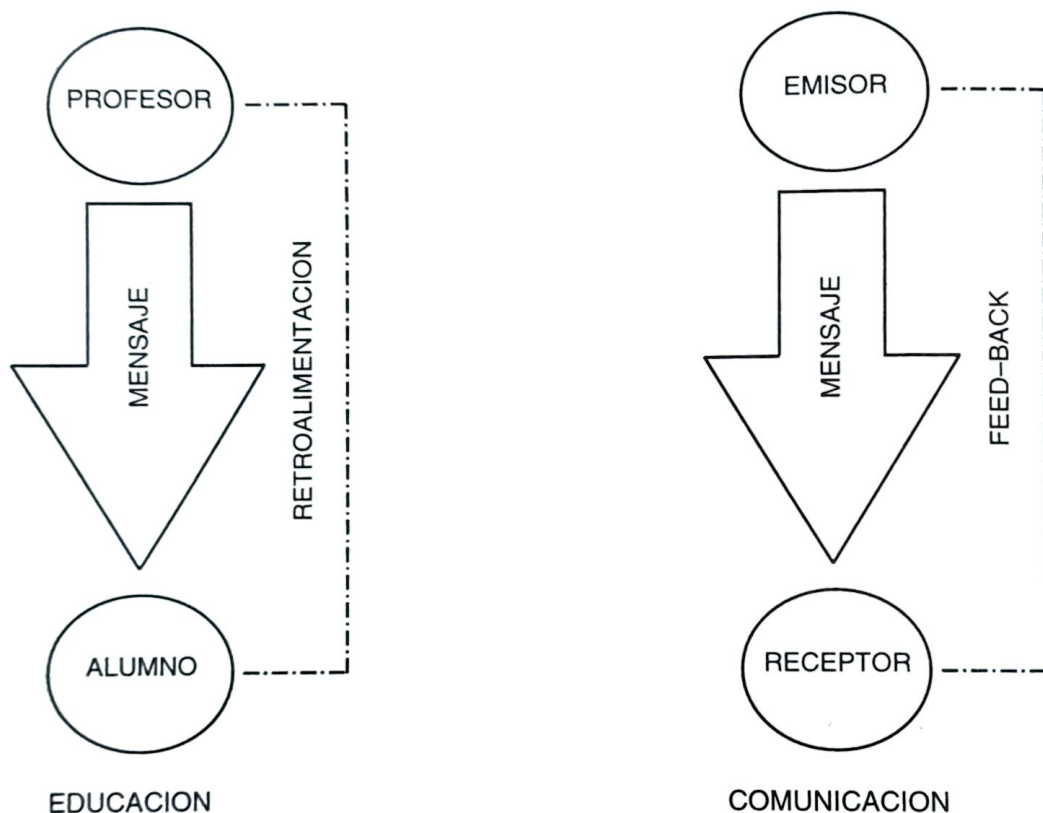 PROFESOR
MENSAJE
RETROALIMENTACION
ALUMNO
EDUCACION
EMISOR
MENSAJE
FEED-BACK
RECEPTOR
COMUNICACION